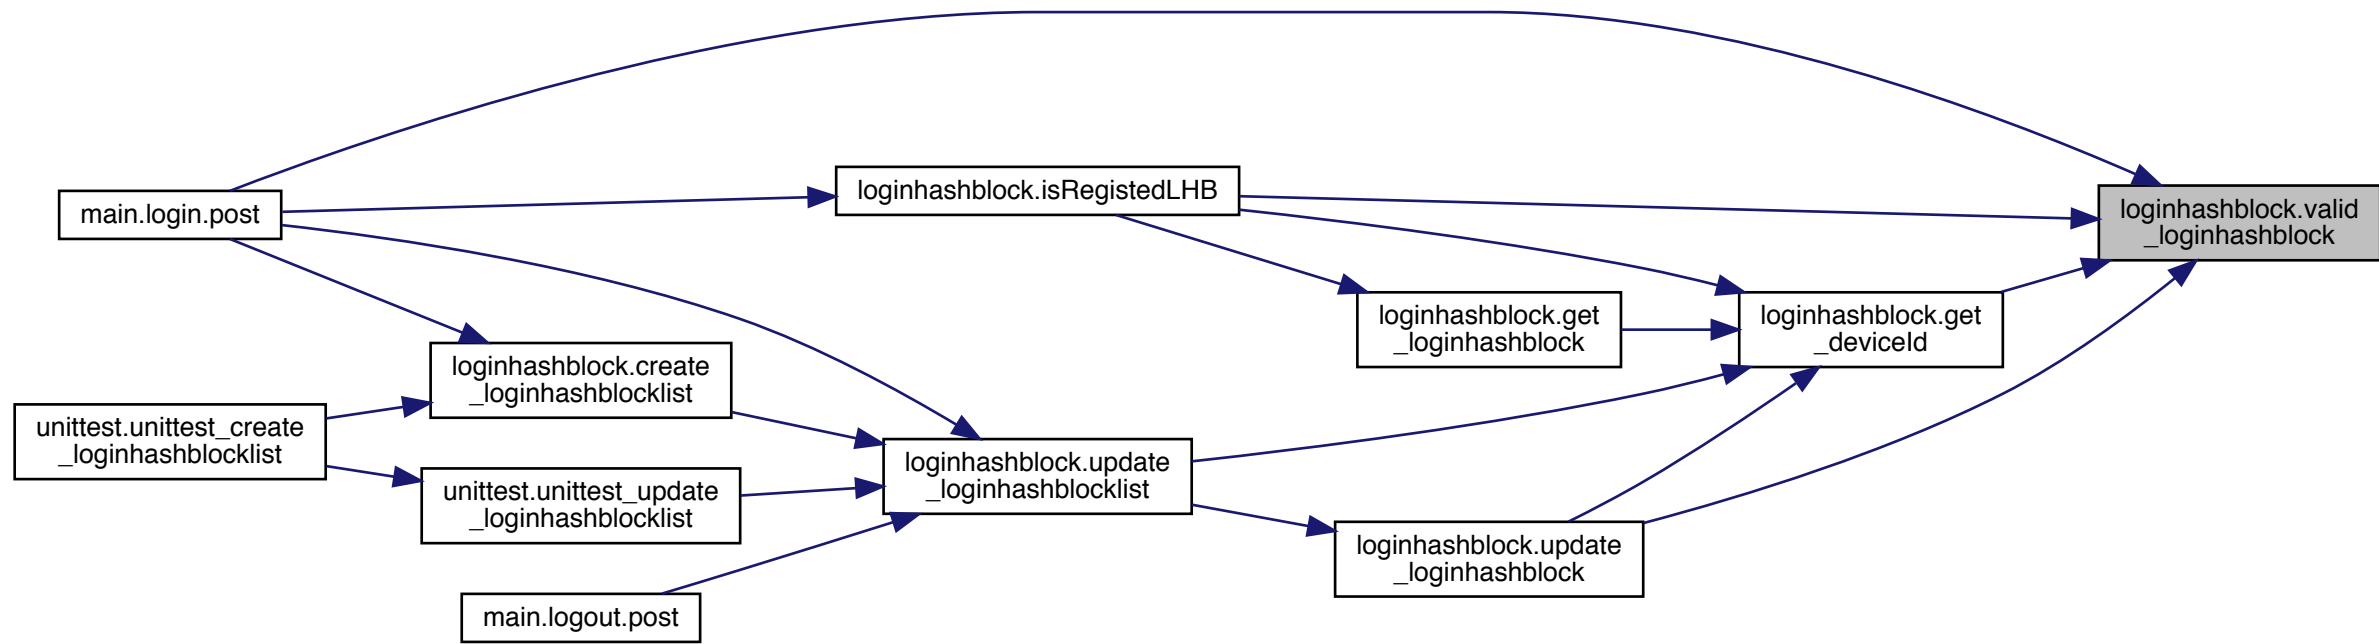 loginhashblock.isRegistedLHB
main.login.post
loginhashblock.valid
_loginhashblock
loginhashblock.get
_loginhashblock
loginhashblock.get
_deviceId
loginhashblock.create
_loginhashblocklist
unittest.unittest_create
_loginhashblocklist
loginhashblock.update
_loginhashblocklist
unittest.unittest_update
_loginhashblocklist
loginhashblock.update
_loginhashblock
main.logout.post